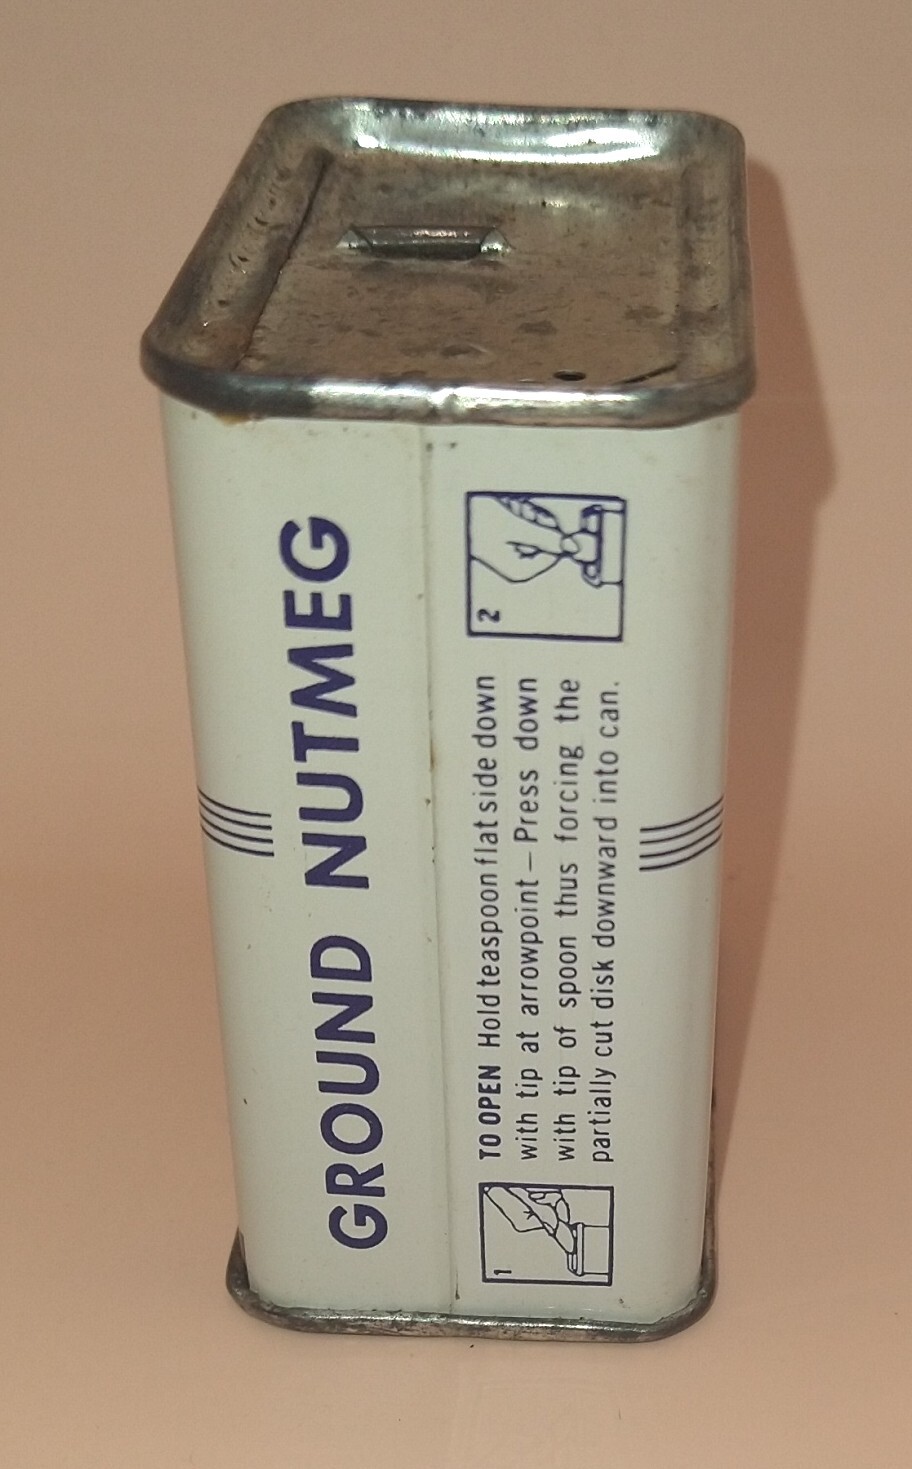 GROUND NUTMEG
1
TO OPEN Hold teaspoon flat side down
with tip at arrowpoint – Press down
with tip of spoon thus forcing the
partially cut disk downward into can.
2